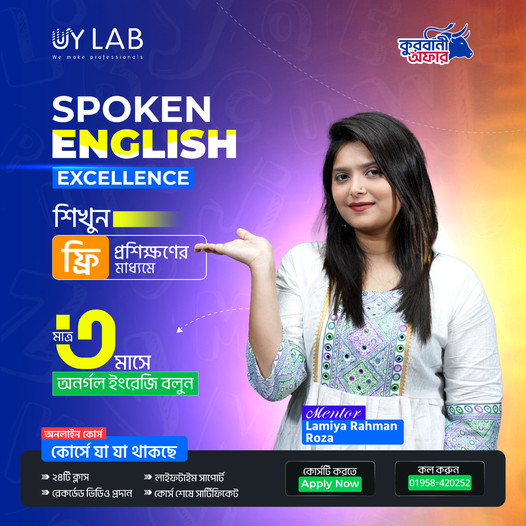 UY LAB
We make professionals
কুরবানী
অফার
SPOKEN
ENGLISH
EXCELLENCE
শিখুন
ফ্রি প্রশিক্ষণের
মাধ্যমে
মাত্র ৩ মাসে
অনর্গল ইংরেজি বলুন
Mentor
Lamiya Rahman
Roza
অনলাইন কোর্স
কোর্সে যা যা থাকছে
২৪টি ক্লাস
লাইফটাইম সাপোর্ট
রেকর্ডেড ভিডিও প্রদান
কোর্স শেষে সার্টিফিকেট
কোর্সটি করতে
Apply Now
কল করুন
01958-420252